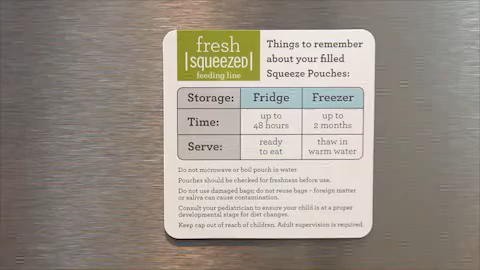 fresh
|squeezed|
feeding line
Things to remember
about your filled
Squeeze Pouches:
Storage: Fridge Freezer
Time: up to 48 hours up to 2 months
Serve: ready to eat thaw in warm water
Do not microwave or boil pouch in water.
Pouches should be checked for freshness before use.
Do not use damaged bags; do not reuse bags – foreign matter
or saliva can cause contamination.
Consult your pediatrician to ensure your child is at a proper
developmental stage for diet changes.
Keep cap out of reach of children. Adult supervision is required.